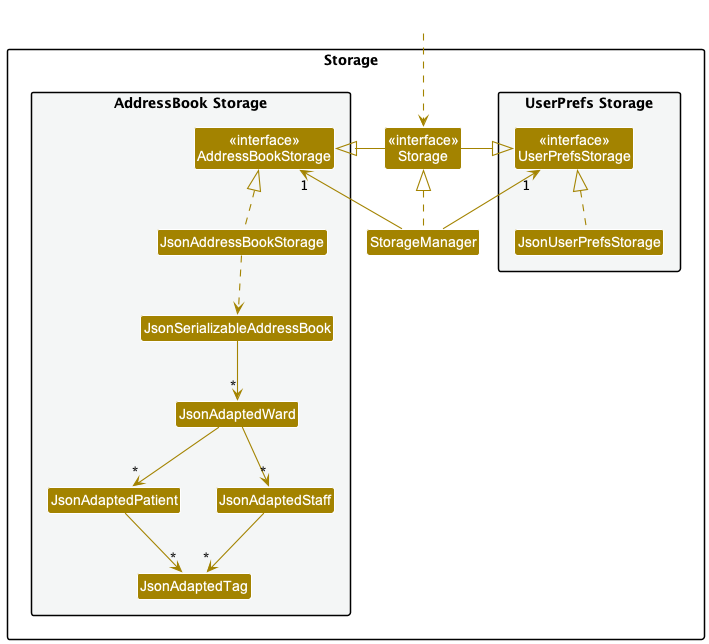 Storage
AddressBook Storage
UserPrefs Storage
«interface»
AddressBookStorage
«interface»
Storage
«interface»
UserPrefsStorage
1
1
JsonAddressBookStorage
StorageManager
JsonUserPrefsStorage
JsonSerializableAddressBook
*
JsonAdaptedWard
*
*
JsonAdaptedPatient
JsonAdaptedStaff
*
*
JsonAdaptedTag